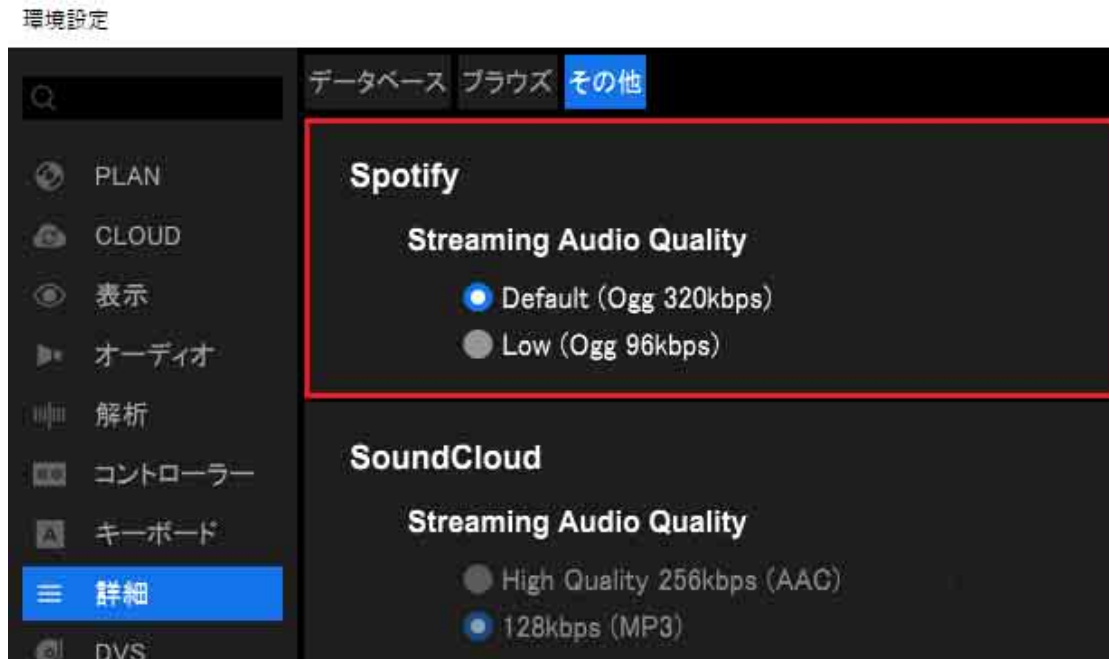 環境設定
データベース ブラウズ その他
PLAN
CLOUD
表示
オーディオ
解析
コントローラー
キーボード
詳細
DVS
Spotify
Streaming Audio Quality
Default (Ogg 320kbps)
Low (Ogg 96kbps)
SoundCloud
Streaming Audio Quality
High Quality 256kbps (AAC)
128kbps (MP3)